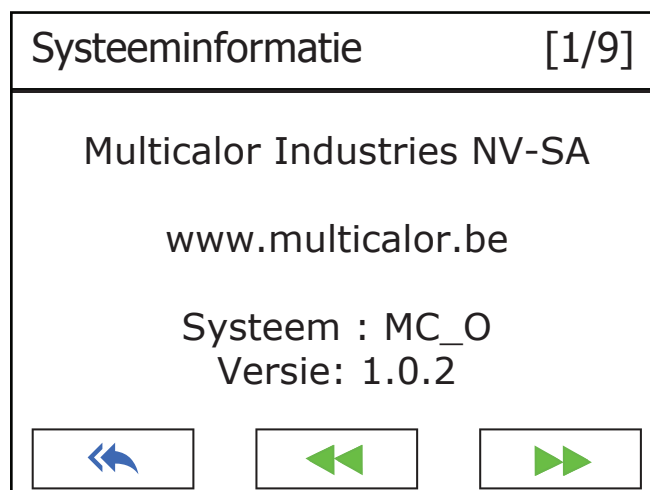 Systeeminformatie [1/9]
Multicalor Industries NV-SA
www.multicalor.be
Systeem : MC_O
Versie: 1.0.2